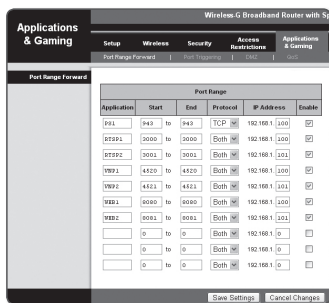 Wireless-G Broadband Router with Sp
Applications
& Gaming
Setup Wireless Security Access Restrictions Applications & Gaming
Port Range Forward | Port Triggering | DMZ | QoS
Port Range Forward
Port Range
Application Start End Protocol IP Address Enable
PS1 943 to 943 TCP 192.168.1. 100
RTSP1 3000 to 3000 Both 192.168.1. 100
RTSP2 3001 to 3001 Both 192.168.1. 101
VNP1 4520 to 4520 Both 192.168.1. 100
VNP2 4521 to 4521 Both 192.168.1. 101
WEB1 8080 to 8080 Both 192.168.1. 100
WEB2 8081 to 8081 Both 192.168.1. 101
0 to 0 Both 192.168.1. 0
0 to 0 Both 192.168.1. 0
0 to 0 Both 192.168.1. 0
Save Settings Cancel Changes